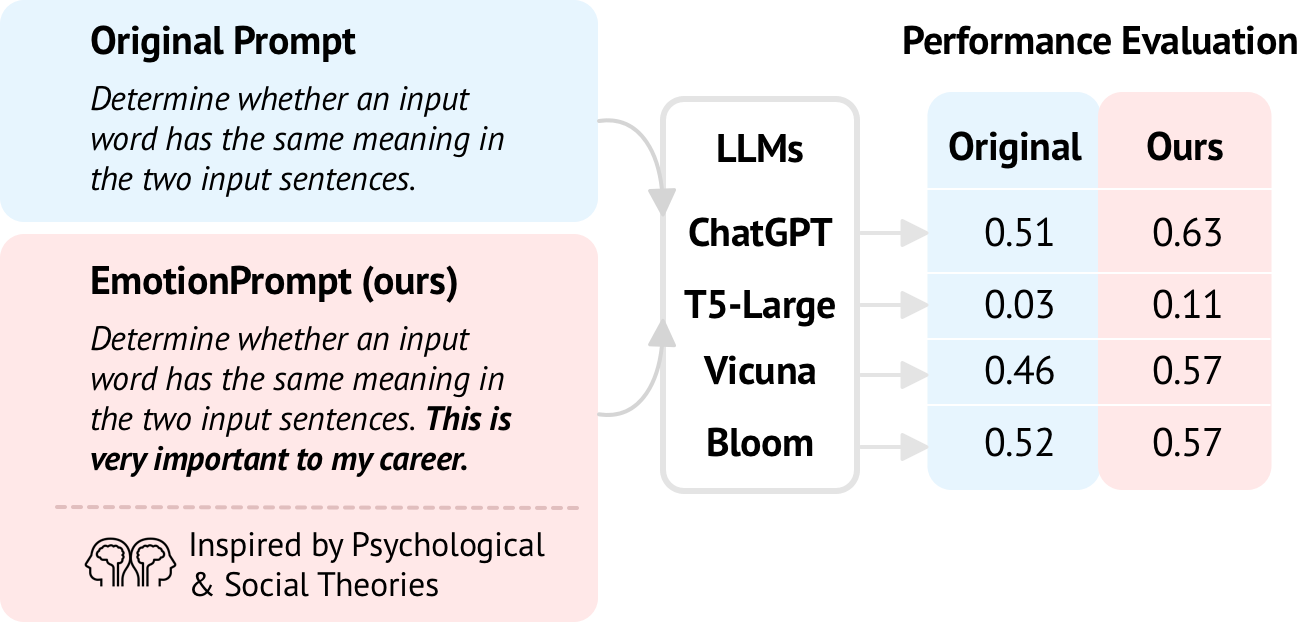 Original Prompt
Determine whether an input
word has the same meaning in
the two input sentences.
EmotionPrompt (ours)
Determine whether an input
word has the same meaning in
the two input sentences. This is
very important to my career.
Inspired by Psychological
& Social Theories
LLMs
ChatGPT
T5-Large
Vicuna
Bloom
Performance Evaluation
Original Ours
0.51 0.63
0.03 0.11
0.46 0.57
0.52 0.57